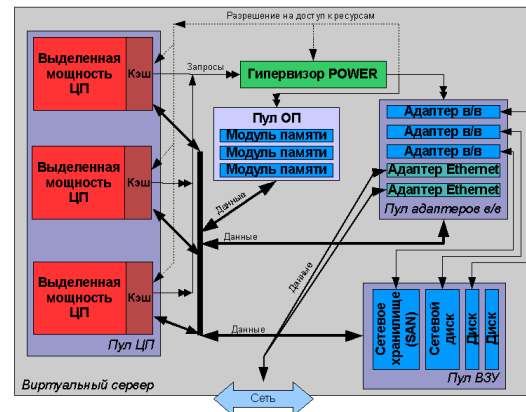 Разрешение на доступ к ресурсам
Выделенная
мощность
ЦП
Кэш
Запросы
Гипервизор POWER
Пул ОП
Модуль памяти
Модуль памяти
Модуль памяти
Адаптер в/в
Адаптер в/в
Адаптер в/в
Адаптер Ethernet
Адаптер Ethernet
Пул адаптеров в/в
Выделенная
мощность
ЦП
Кэш
Данные
Данные
Данные
Выделенная
мощность
ЦП
Кэш
Пул ЦП
Данные
Сетевое
хранилище
(SAN)
Сетевой
диск
Диск
Диск
Пул ВЗУ
Виртуальный сервер
Сеть